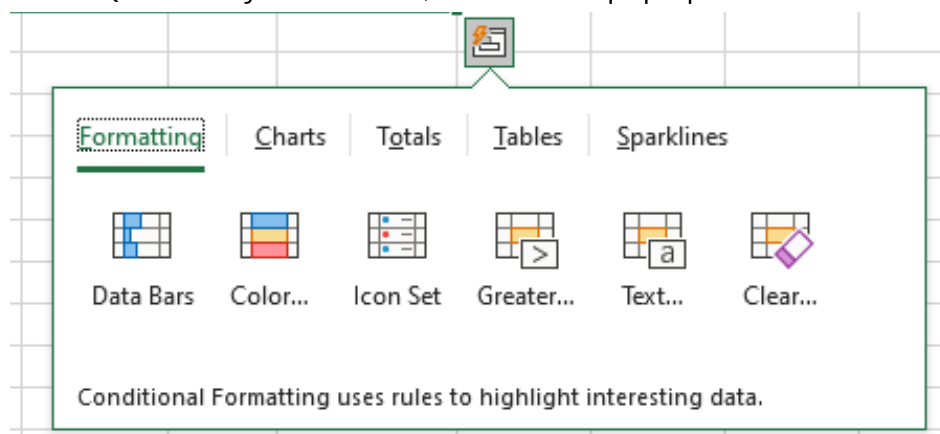 Formatting Charts Totals Tables Sparklines
> a
Data Bars Color... Icon Set Greater... Text... Clear...
Conditional Formatting uses rules to highlight interesting data.